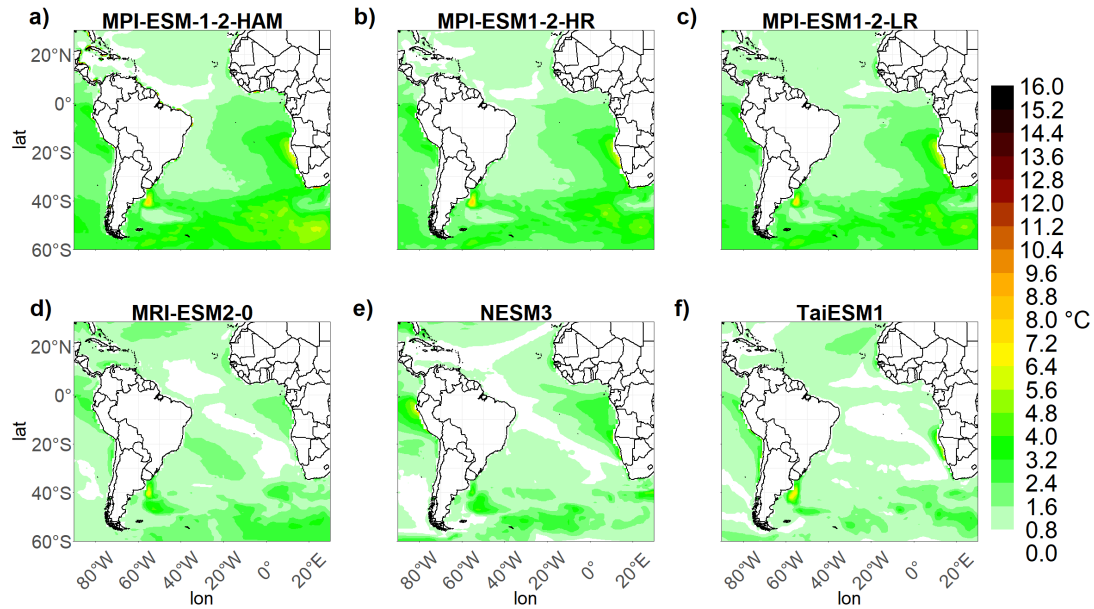 a) MPI-ESM-1-2-HAM
b) MPI-ESM1-2-HR
c) MPI-ESM1-2-LR
20°N
0°
20°S
40°S
60°S
lat
d) MRI-ESM2-0
e) NESM3
f) TaiESM1
20°N
0°
20°S
40°S
60°S
lat
80°W 60°W 40°W 20°W 0° 20°E
lon
80°W 60°W 40°W 20°W 0° 20°E
lon
80°W 60°W 40°W 20°W 0° 20°E
lon
16.0
15.2
14.4
13.6
12.8
12.0
11.2
10.4
9.6
8.8
8.0
7.2
6.4
5.6
4.8
4.0
3.2
2.4
1.6
0.8
0.0
°C